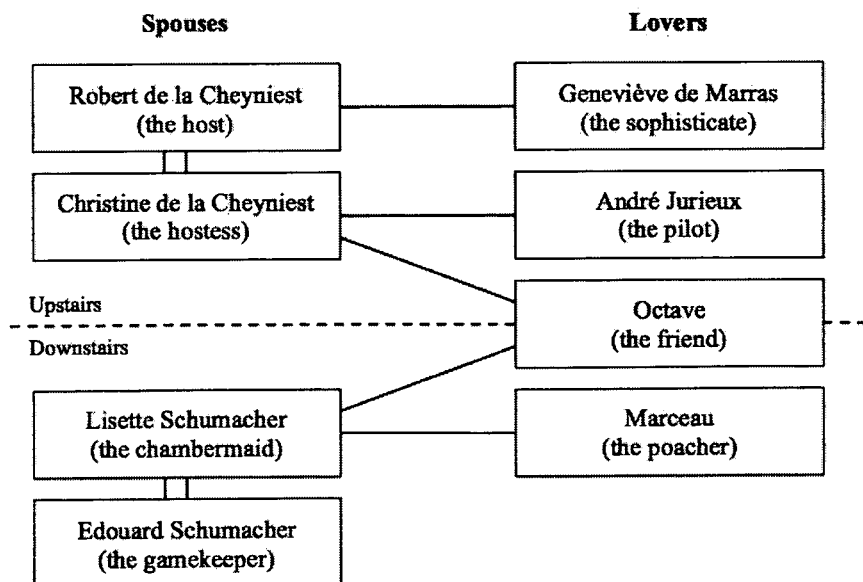 Spouses
Lovers
Robert de la Cheyniest
(the host)
Geneviève de Marras
(the sophisticate)
Christine de la Cheyniest
(the hostess)
André Jurieux
(the pilot)
Octave
(the friend)
Upstairs
Downstairs
Lisette Schumacher
(the chambermaid)
Marceau
(the poacher)
Edouard Schumacher
(the gamekeeper)